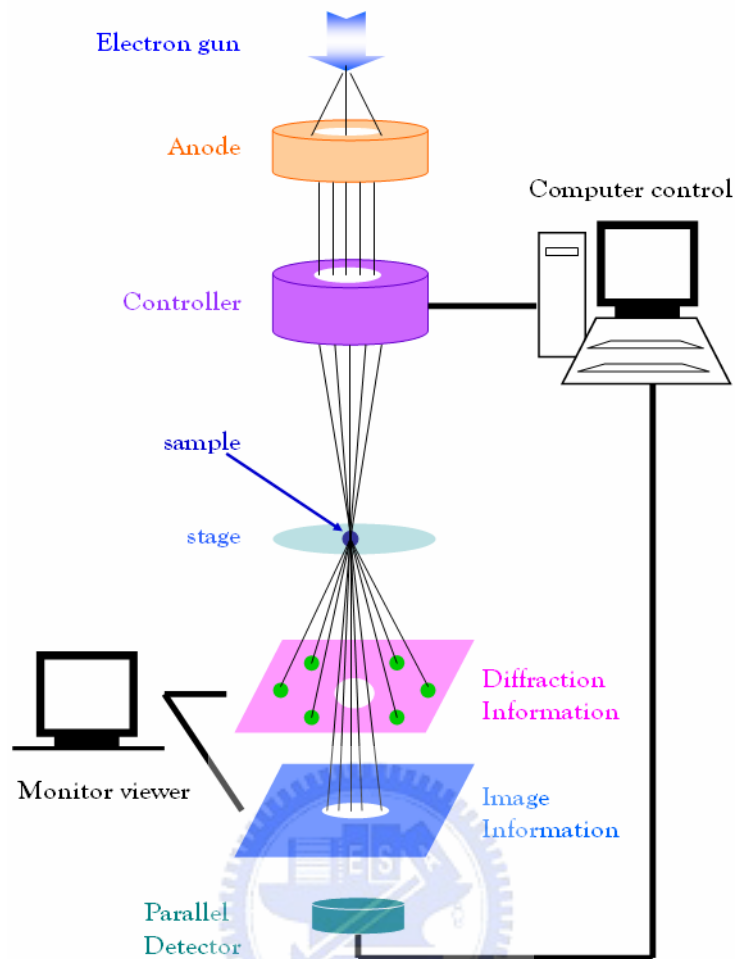 Electron gun
Anode
Computer control
Controller
sample
stage
Diffraction
Information
Monitor viewer
Image
Information
E S
Parallel
Detector